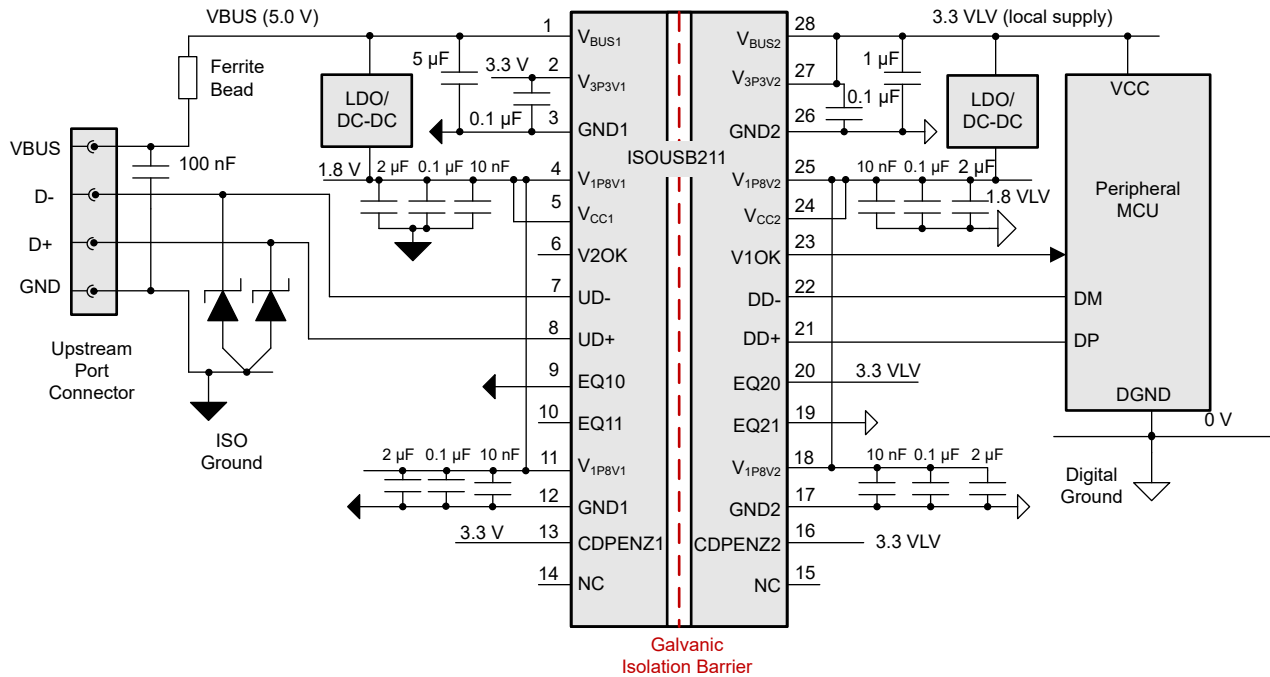 VBUS (5.0 V)
3.3 VLV (local supply)
Ferrite
Bead
LDO/
DC-DC
5 µF
3.3 V
0.1 µF
1 µF
0.1 µF
LDO/
DC-DC
VCC
VBUS
D-
D+
GND
100 nF
Upstream
Port
Connector
ISO
Ground
1.8 V
2 µF
0.1 µF
10 nF
10 nF
0.1 µF
2 µF
1.8 VLV
ISOUSB211
1
2
3
4
5
6
7
8
9
10
11
12
13
14
VBUS1
V3P3V1
GND1
V1P8V1
VCC1
V2OK
UD-
UD+
EQ10
EQ11
V1P8V1
GND1
CDPENZ1
NC
VBUS2
V3P3V2
GND2
V1P8V2
VCC2
V1OK
DD-
DD+
EQ20
EQ21
V1P8V2
GND2
CDPENZ2
NC
28
27
26
25
24
23
22
21
20
19
18
17
16
15
Peripheral
MCU
DM
DP
DGND
0 V
Digital
Ground
3.3 VLV
2 µF
0.1 µF
10 nF
10 nF
0.1 µF
2 µF
3.3 V
3.3 VLV
Galvanic
Isolation Barrier